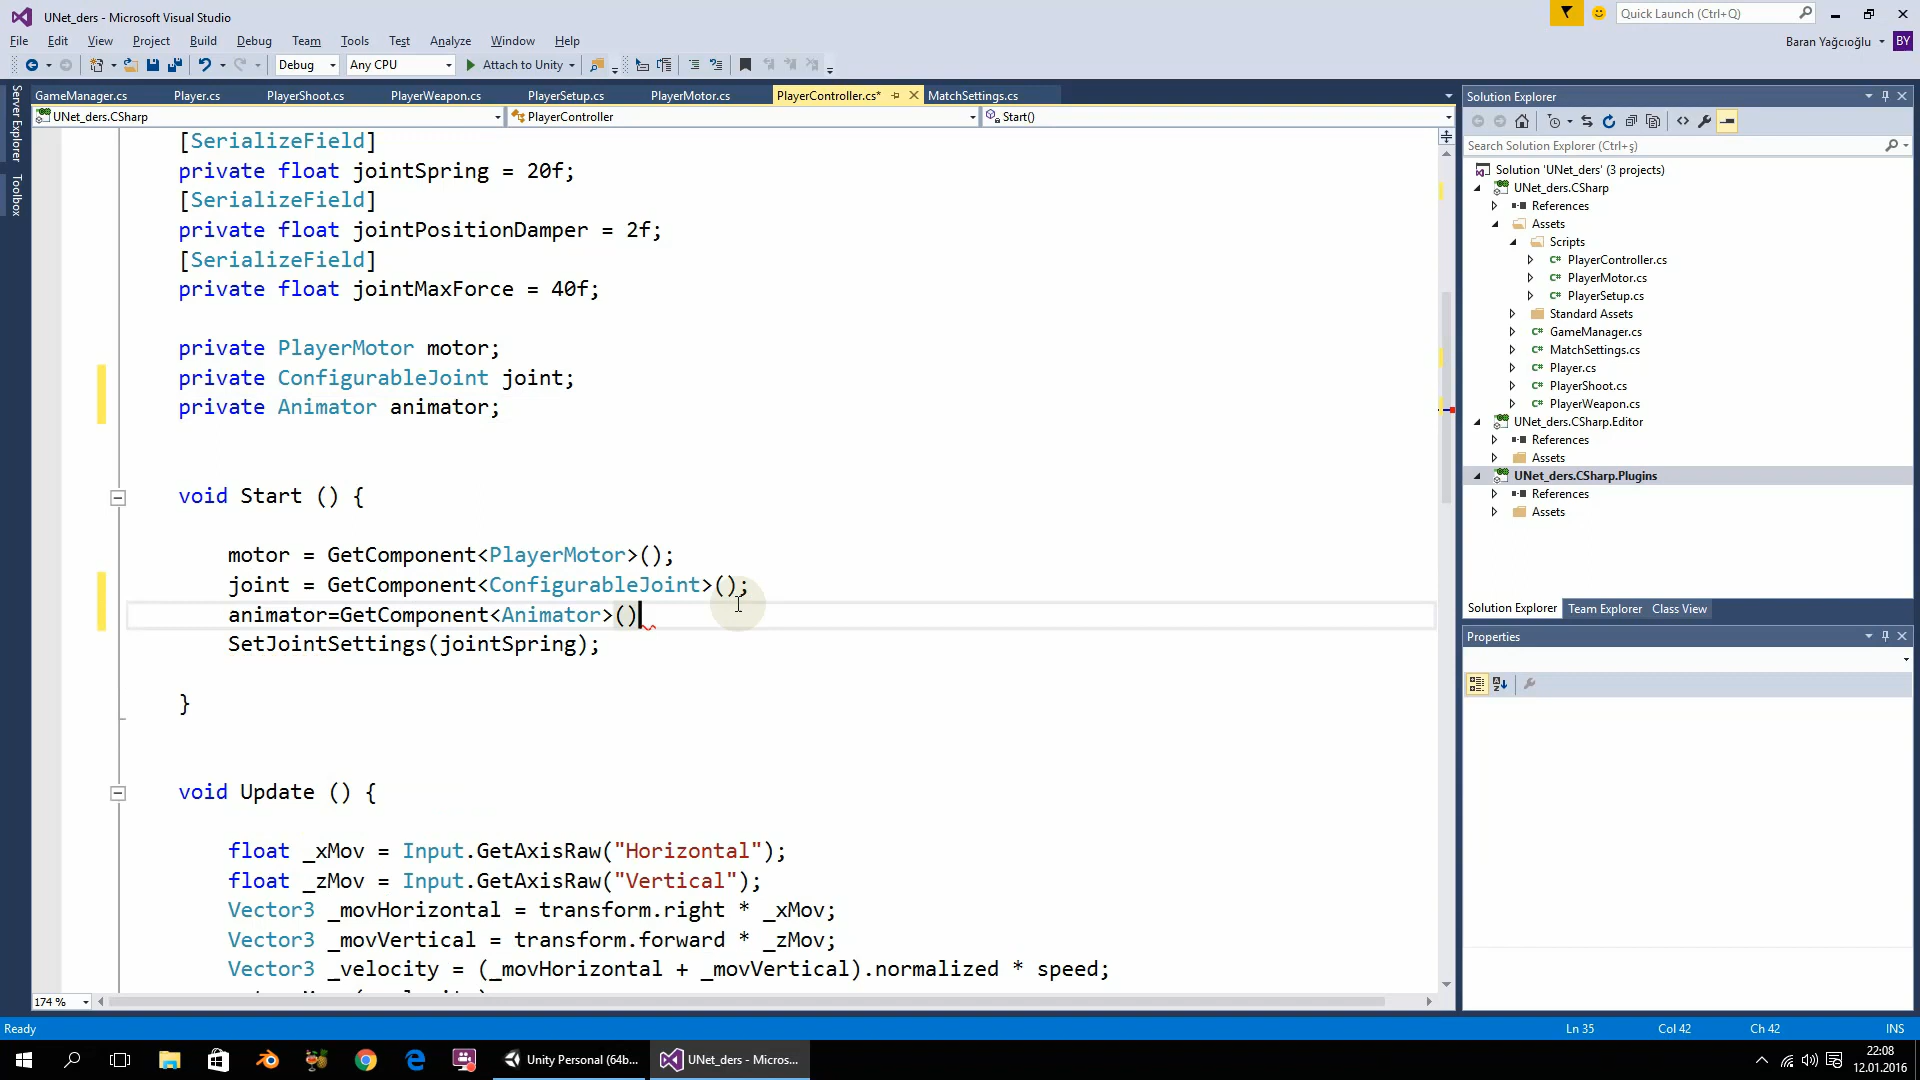 UNet_ders - Microsoft Visual Studio
Quick Launch (Ctrl+Q)
File Edit View Project Build Debug Team Tools Test Analyze Window Help
Baran Yağcıoğlu BY
Debug Any CPU Attach to Unity
GameManager.cs Player.cs PlayerShoot.cs PlayerWeapon.cs PlayerSetup.cs PlayerMotor.cs PlayerController.cs* MatchSettings.cs
UNet_ders.CSharp PlayerController Start()
Server Explorer
Toolbox
[SerializeField]
private float jointSpring = 20f;
[SerializeField]
private float jointPositionDamper = 2f;
[SerializeField]
private float jointMaxForce = 40f;
private PlayerMotor motor;
private ConfigurableJoint joint;
private Animator animator;
void Start () {
motor = GetComponent<PlayerMotor>();
joint = GetComponent<ConfigurableJoint>();
animator=GetComponent<Animator>()
SetJointSettings(jointSpring);
}
void Update () {
float _xMov = Input.GetAxisRaw("Horizontal");
float _zMov = Input.GetAxisRaw("Vertical");
Vector3 _movHorizontal = transform.right * _xMov;
Vector3 _movVertical = transform.forward * _zMov;
Vector3 _velocity = (_movHorizontal + _movVertical).normalized * speed;
174 %
Solution Explorer
Search Solution Explorer (Ctrl+ş)
Solution 'UNet_ders' (3 projects)
UNet_ders.CSharp
References
Assets
Scripts
PlayerController.cs
PlayerMotor.cs
PlayerSetup.cs
Standard Assets
GameManager.cs
MatchSettings.cs
Player.cs
PlayerShoot.cs
PlayerWeapon.cs
UNet_ders.CSharp.Editor
References
Assets
UNet_ders.CSharp.Plugins
References
Assets
Solution Explorer Team Explorer Class View
Properties
Ready Ln 35 Col 42 Ch 42 INS
Unity Personal (64b... UNet_ders - Micros...
22:08
12.01.2016